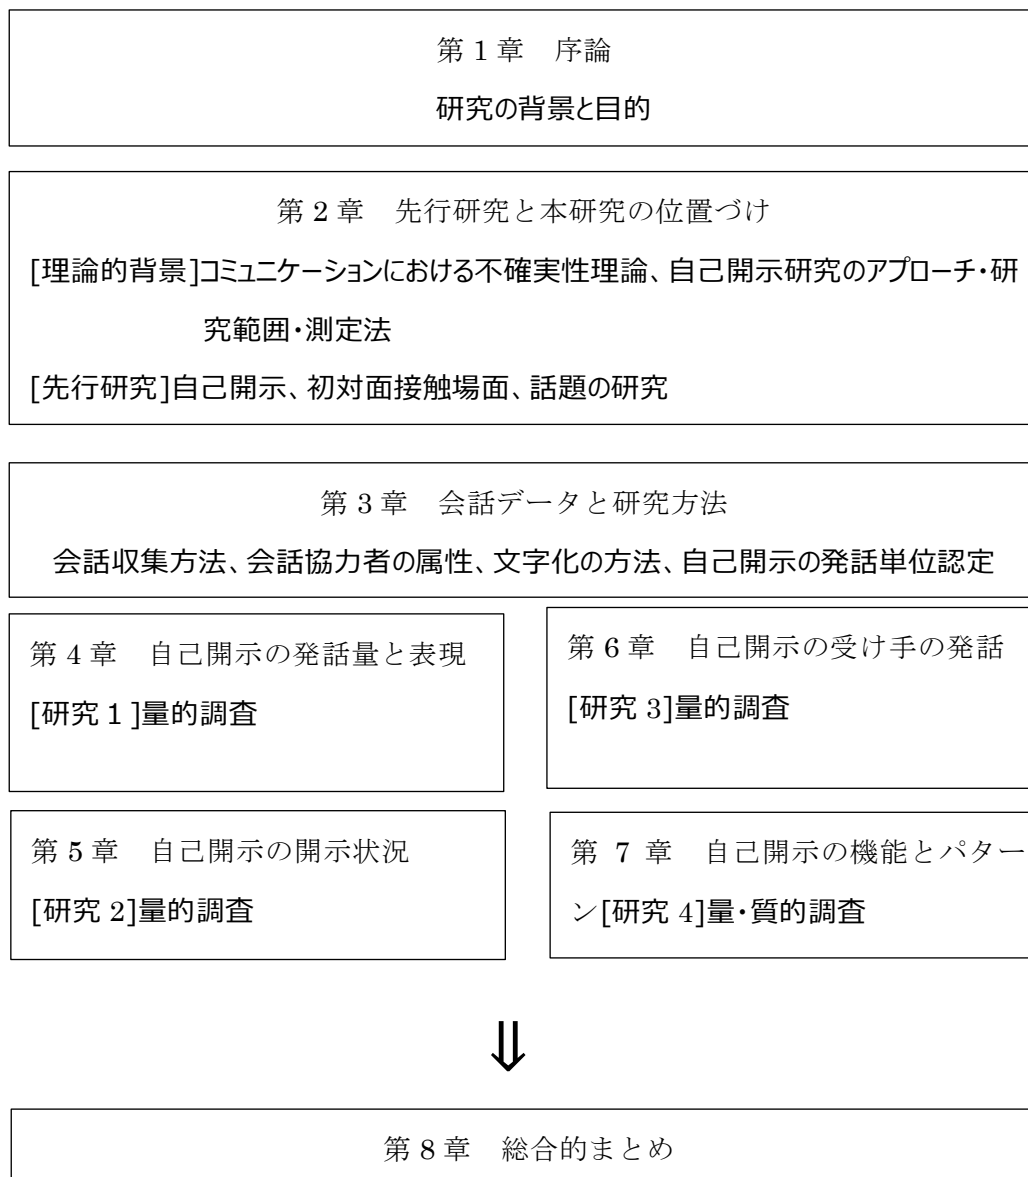 第 1 章　序論
研究の背景と目的
第 2 章　先行研究と本研究の位置づけ
[理論的背景]コミュニケーションにおける不確実性理論、自己開示研究のアプローチ・研
究範囲・測定法
[先行研究]自己開示、初対面接触場面、話題の研究
第 3 章　会話データと研究方法
会話収集方法、会話協力者の属性、文字化の方法、自己開示の発話単位認定
第 4 章　自己開示の発話量と表現
[研究１]量的調査
第 5 章　自己開示の開示状況
[研究 2]量的調査
第 6 章　自己開示の受け手の発話
[研究 3]量的調査
第 7 章　自己開示の機能とパター
ン[研究 4]量・質的調査
⇓
第 8 章　総合的まとめ